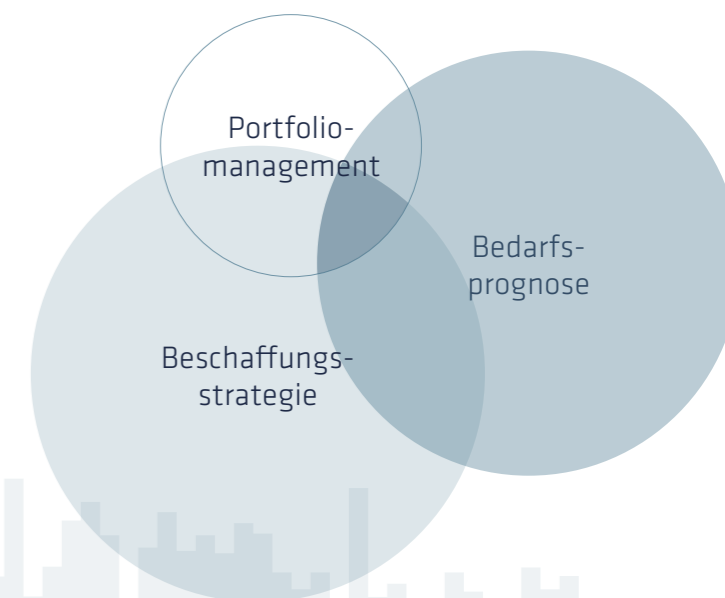 Portfolio-
management
Bedarfs-
prognose
Beschaffungs-
strategie